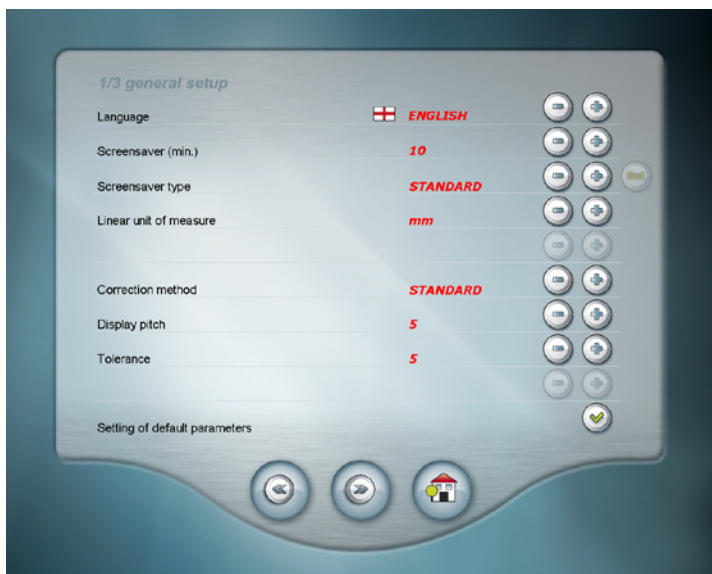 1/3 general setup
Language ENGLISH
Screensaver (min.) 10
Screensaver type STANDARD
Linear unit of measure mm
Correction method STANDARD
Display pitch 5
Tolerance 5
Setting of default parameters